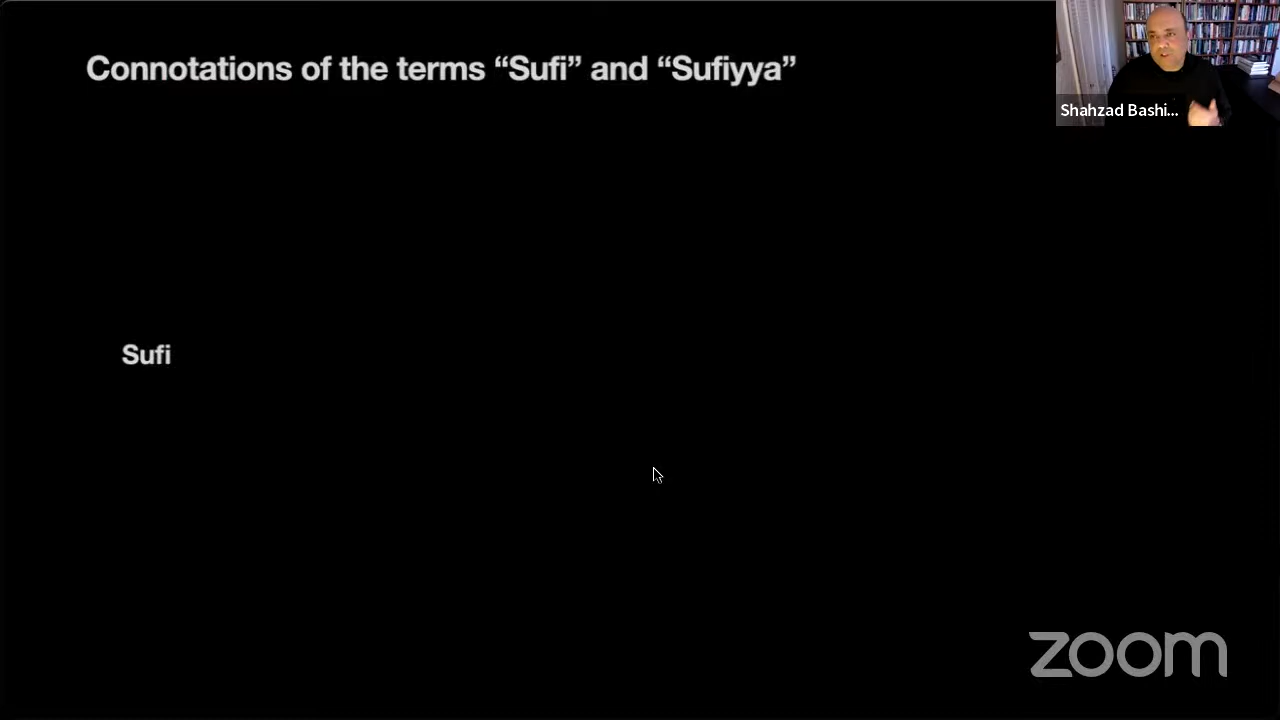 Connotations of the terms “Sufi” and “Sufiyya”
Shahzad Bashi...
Sufi
zoom